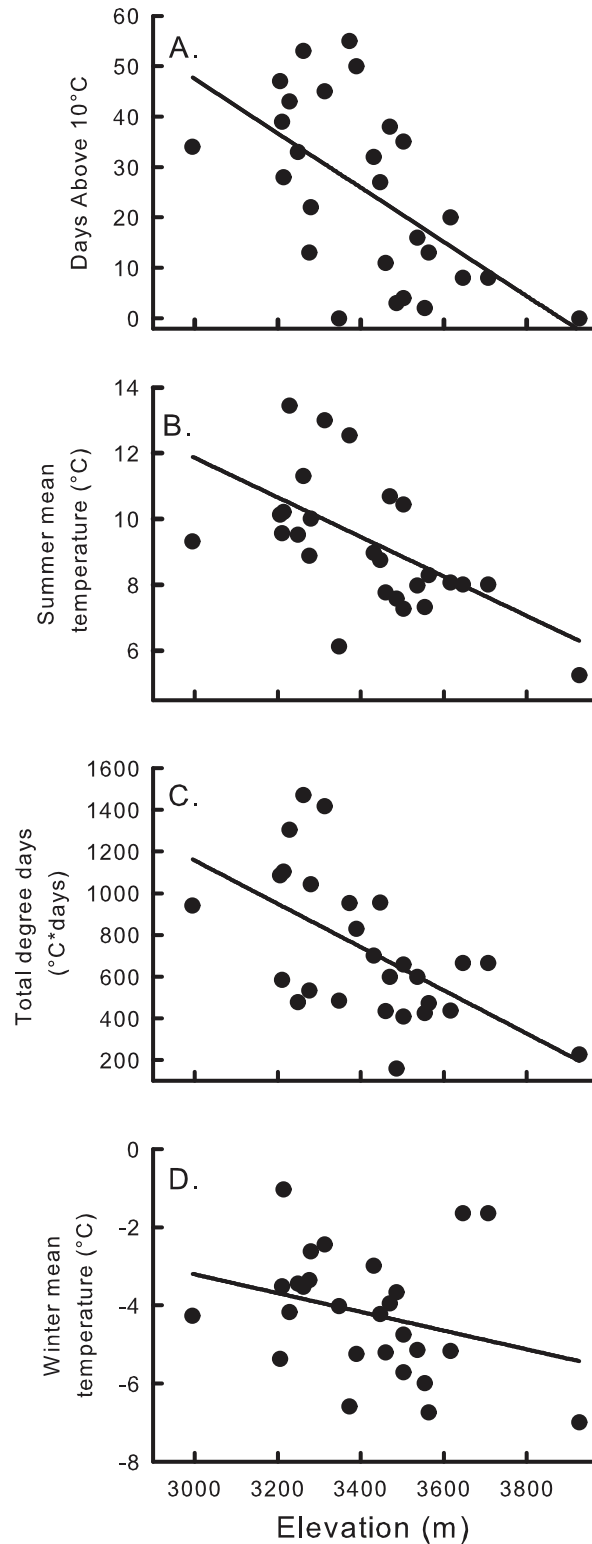 A.
60
50
40
30
20
10
0
Days Above 10°C
B.
14
12
10
8
6
Summer mean
temperature (°C)
C.
1600
1400
1200
1000
800
600
400
200
Total degree days
(°C*days)
D.
0
-2
-4
-6
-8
Winter mean
temperature (°C)
3000 3200 3400 3600 3800
Elevation (m)